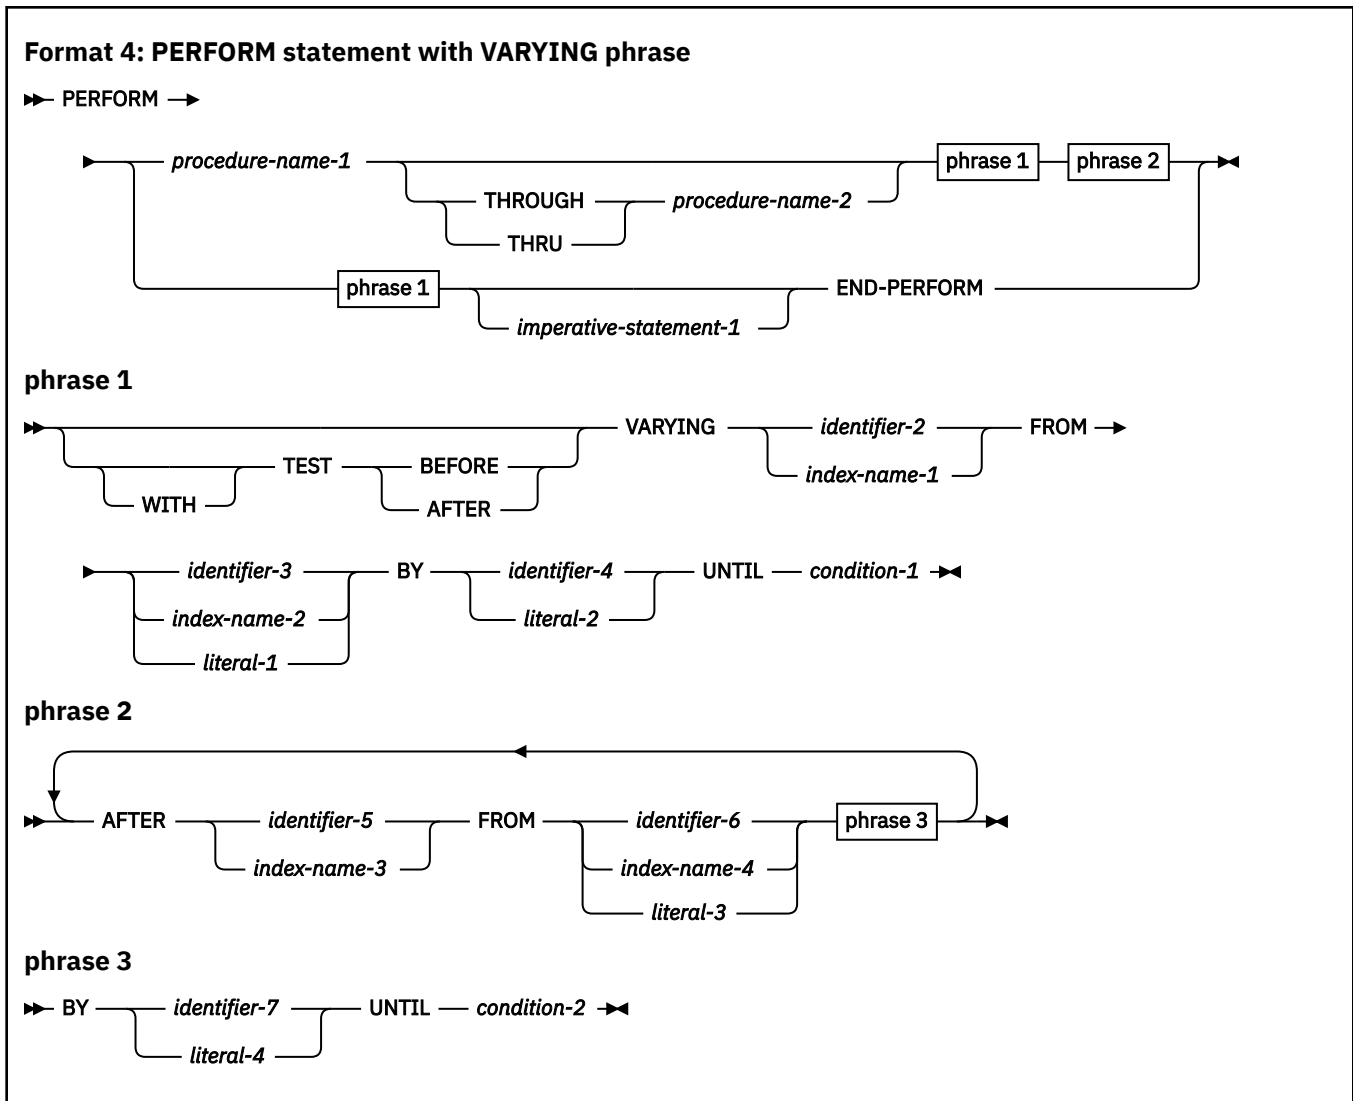 Format 4: PERFORM statement with VARYING phrase
PERFORM
procedure-name-1 phrase 1 phrase 2
THROUGH procedure-name-2
THRU
phrase 1 END-PERFORM
imperative-statement-1
phrase 1
VARYING identifier-2 FROM
TEST BEFORE index-name-1
WITH AFTER
identifier-3 BY identifier-4 UNTIL condition-1
index-name-2 literal-2
literal-1
phrase 2
AFTER identifier-5 FROM identifier-6 phrase 3
index-name-3 index-name-4
literal-3
phrase 3
BY identifier-7 UNTIL condition-2
literal-4